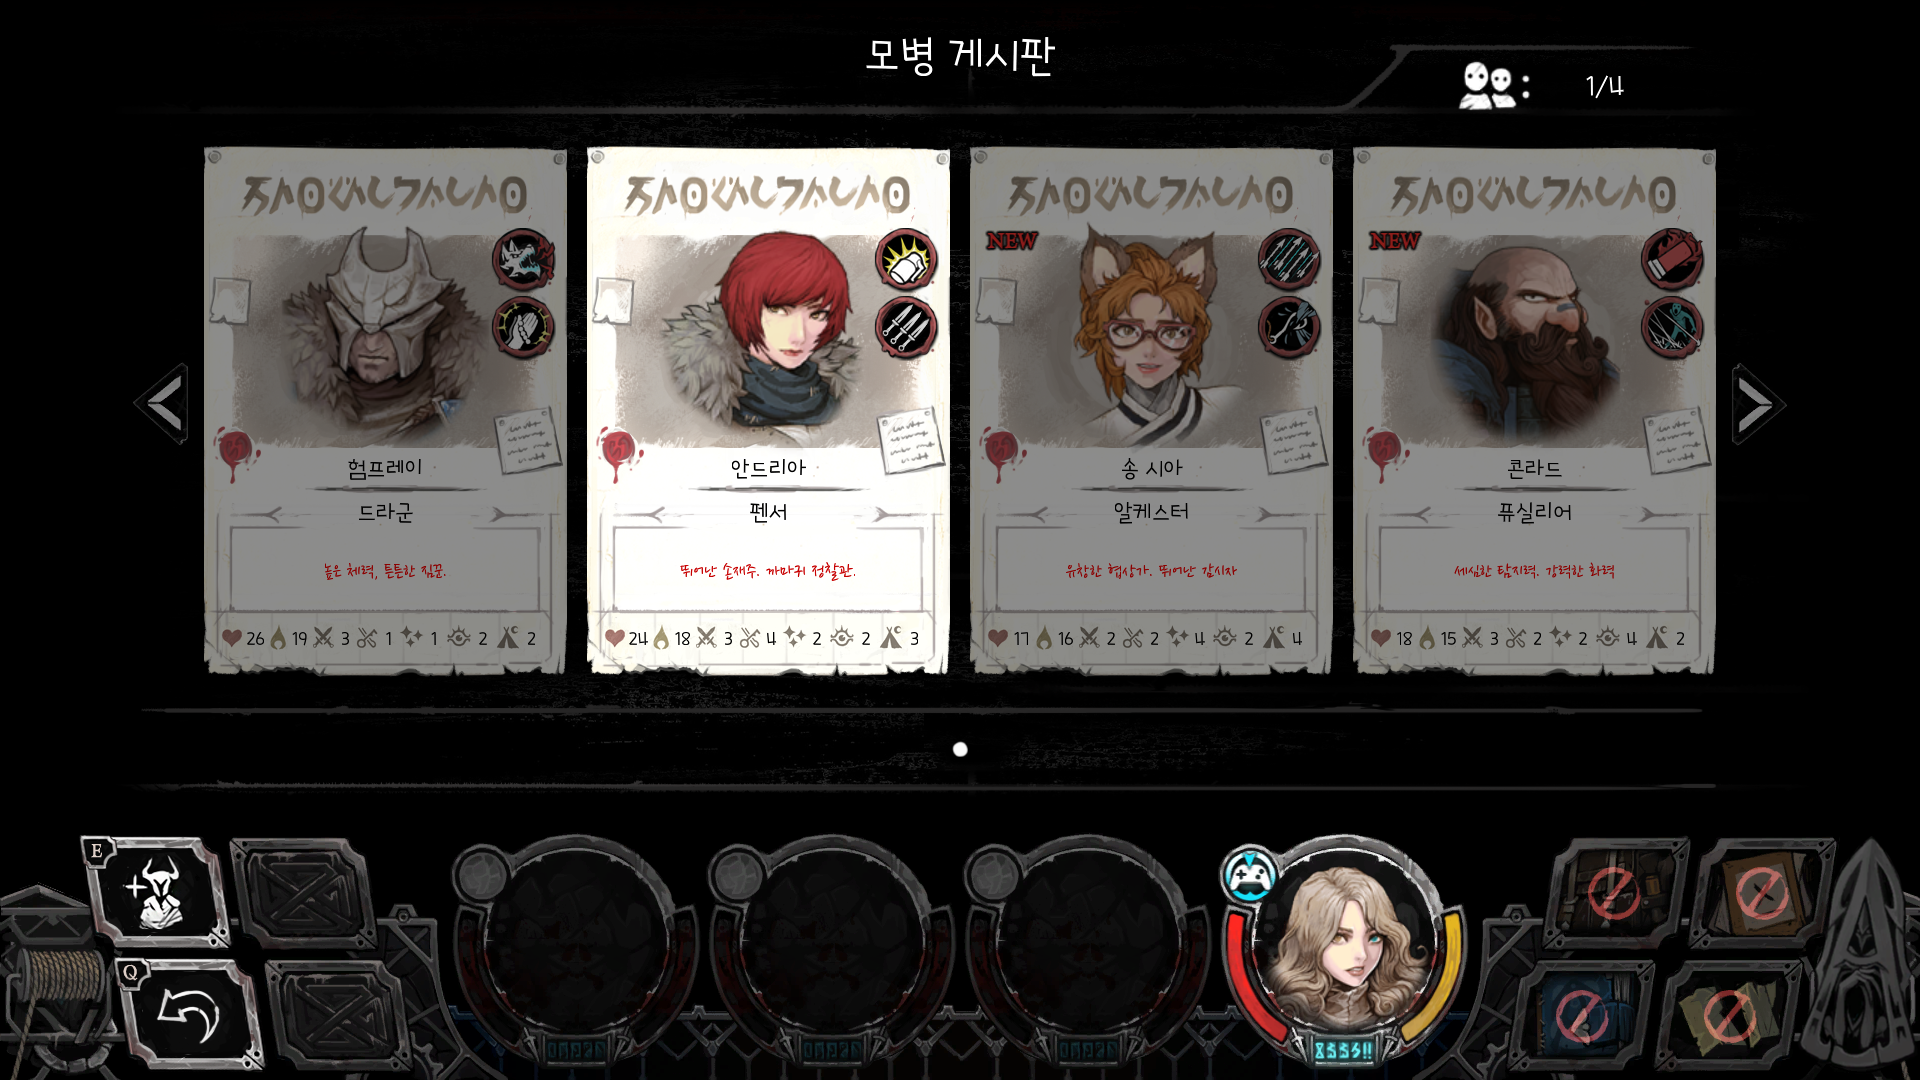 모병 게시판
1/4
험프레이
드라군
높은 체력, 튼튼한 짐꾼.
26 19 3 1 1 2 2
안드리아
펜서
뛰어난 손재주. 까마귀 정찰관.
24 18 3 4 2 2 3
NEW
송 시아
알케스터
유창한 협상가. 뛰어난 감시자
17 16 2 2 4 2 4
NEW
콘라드
퓨실리어
세심한 탐지력. 강력한 화력
18 15 3 2 2 4 2
E
Q